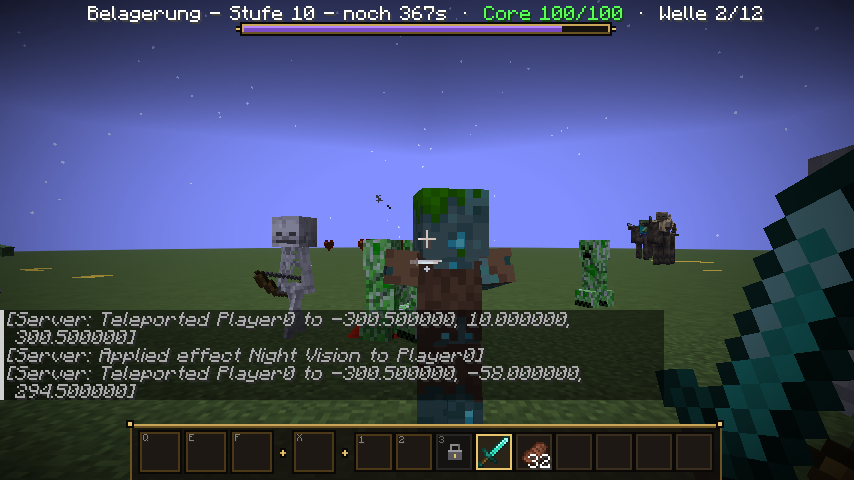 Belagerung – Stufe 10 – noch 367s · Core 100/100 · Welle 2/12
[Server: Teleported Player0 to -300.500000, 10.000000,
300.500000]
[Server: Applied effect Night Vision to Player0]
[Server: Teleported Player0 to -300.500000, -58.000000,
294.500000]
Q E F X 1 2 3 32